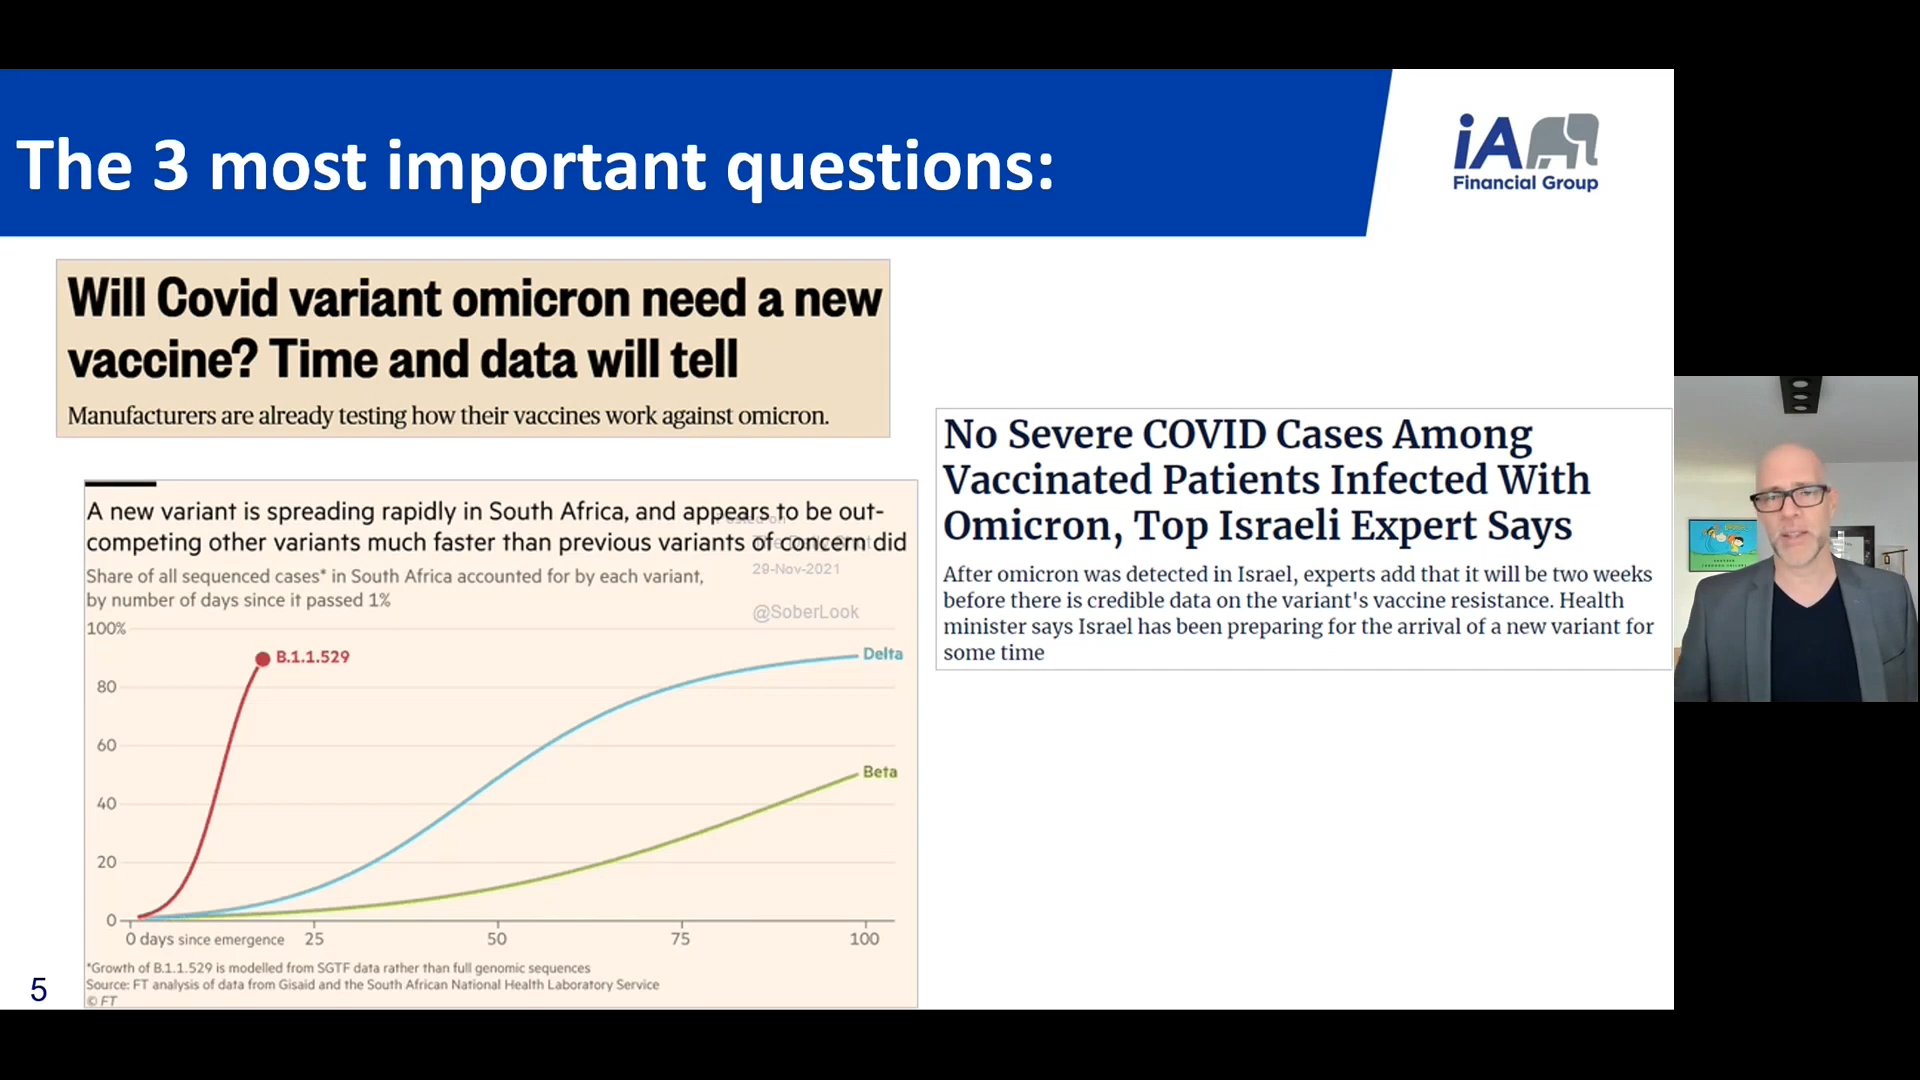 The 3 most important questions:
iA
Financial Group
Will Covid variant omicron need a new
vaccine? Time and data will tell
Manufacturers are already testing how their vaccines work against omicron.
A new variant is spreading rapidly in South Africa, and appears to be out-
competing other variants much faster than previous variants of concern did
Posted on
The Daily Shot
29-Nov-2021
@SoberLook
Share of all sequenced cases* in South Africa accounted for by each variant,
by number of days since it passed 1%
100%
80
60
40
20
0
B.1.1.529
Delta
Beta
0 days since emergence 25 50 75 100
*Growth of B.1.1.529 is modelled from SGTF data rather than full genomic sequences
Source: FT analysis of data from Gisaid and the South African National Health Laboratory Service
© FT
No Severe COVID Cases Among
Vaccinated Patients Infected With
Omicron, Top Israeli Expert Says
After omicron was detected in Israel, experts add that it will be two weeks
before there is credible data on the variant's vaccine resistance. Health
minister says Israel has been preparing for the arrival of a new variant for
some time
5